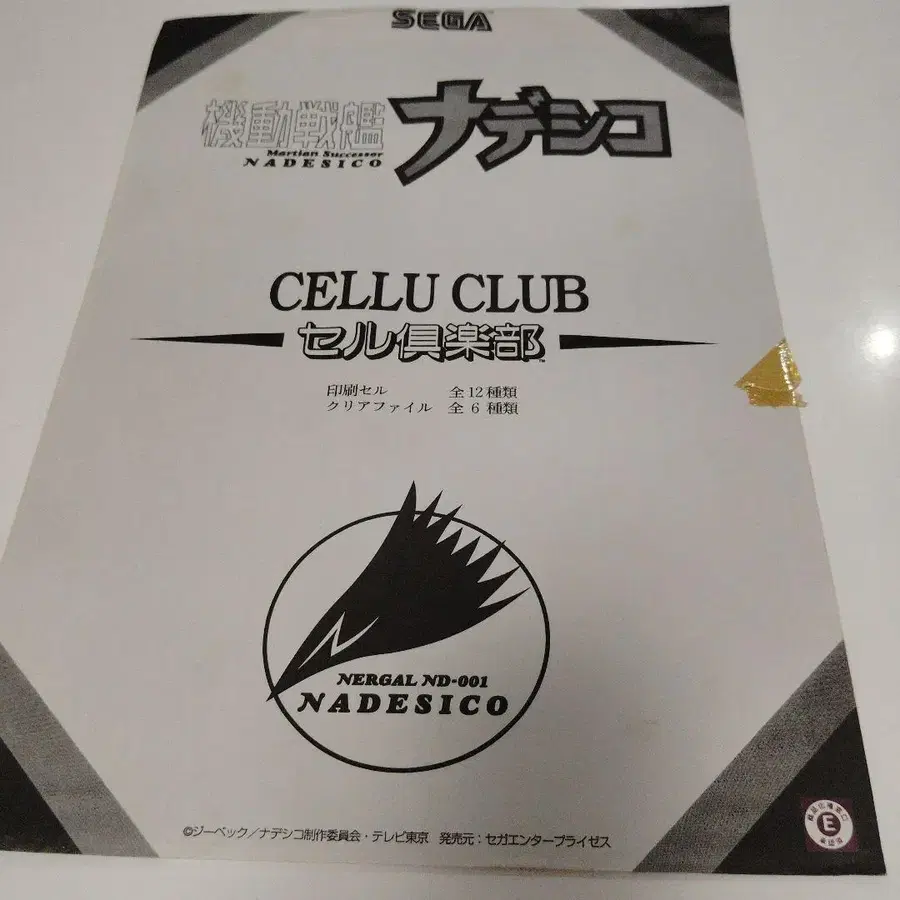 SEGA
機動戦艦 ナデシコ
Martian Successor
NADESICO
CELLU CLUB
セル倶楽部™
印刷セル 全12種類
クリアファイル 全 6 種類
NERGAL ND-001
NADESICO
©ジーベック／ナデシコ制作委員会・テレビ東京 発売元：セガエンタープライゼス
E